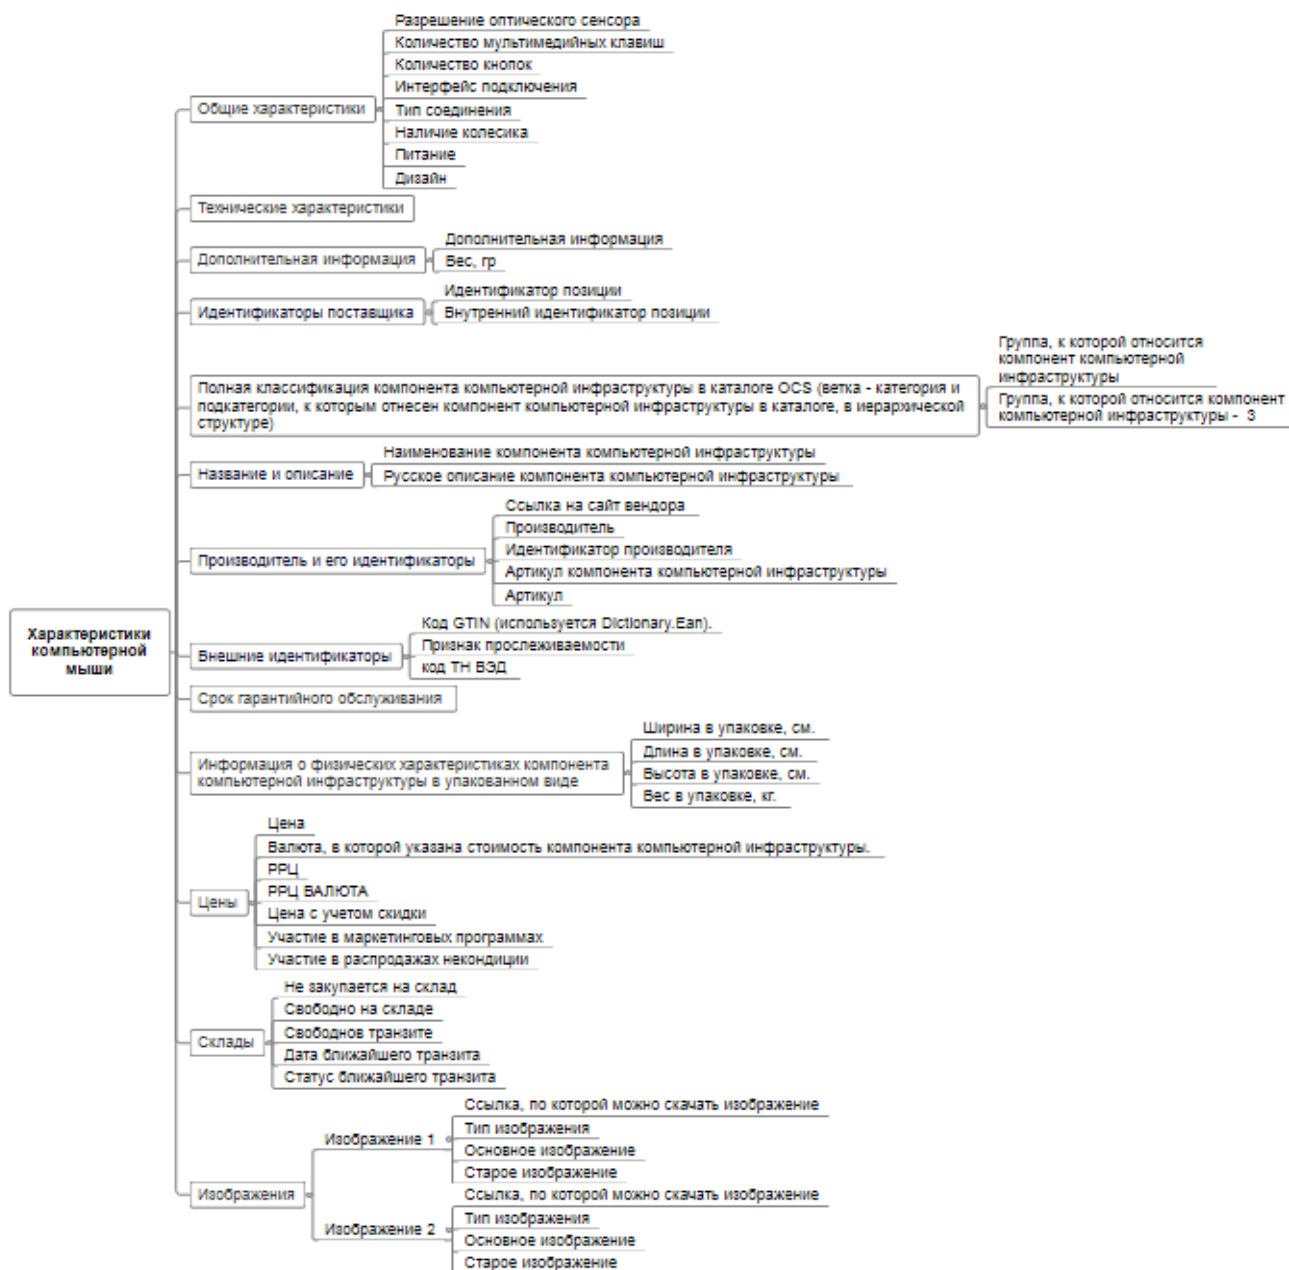 Разрешение оптического сенсора
Количество мультимедийных клавиш
Количество кнопок
Интерфейс подключения
Общие характеристики
Тип соединения
Наличие колесика
Питание
Дизайн
Технические характеристики
Дополнительная информация
Дополнительная информация
Вес, гр
Идентификаторы поставщика
Идентификатор позиции
Внутренний идентификатор позиции
Полная классификация компонента компьютерной инфраструктуры в каталоге OCS (ветка - категория и
подкатегории, к которым отнесен компонент компьютерной инфраструктуры в каталоге, в иерархической
структуре)
Группа, к которой относится
компонент компьютерной
инфраструктуры
Группа, к которой относится компонент
компьютерной инфраструктуры - 3
Название и описание
Наименование компонента компьютерной инфраструктуры
Русское описание компонента компьютерной инфраструктуры
Производитель и его идентификаторы
Ссылка на сайт вендора
Производитель
Идентификатор производителя
Артикул компонента компьютерной инфраструктуры
Артикул
Характеристики
компьютерной
мыши
Внешние идентификаторы
Код GTIN (используется Dictionary.Ean).
Признак прослеживаемости
код ТН ВЭД
Срок гарантийного обслуживания
Информация о физических характеристиках компонента
компьютерной инфраструктуры в упакованном виде
Ширина в упаковке, см.
Длина в упаковке, см.
Высота в упаковке, см.
Вес в упаковке, кг.
Цены
Цена
Валюта, в которой указана стоимость компонента компьютерной инфраструктуры.
РРЦ
РРЦ ВАЛЮТА
Цена с учетом скидки
Участие в маркетинговых программах
Участие в распродажах некондиции
Склады
Не закупается на склад
Свободно на складе
Свободнов транзите
Дата ближайшего транзита
Статус ближайшего транзита
Изображения
Изображение 1
Ссылка, по которой можно скачать изображение
Тип изображения
Основное изображение
Старое изображение
Изображение 2
Ссылка, по которой можно скачать изображение
Тип изображения
Основное изображение
Старое изображение